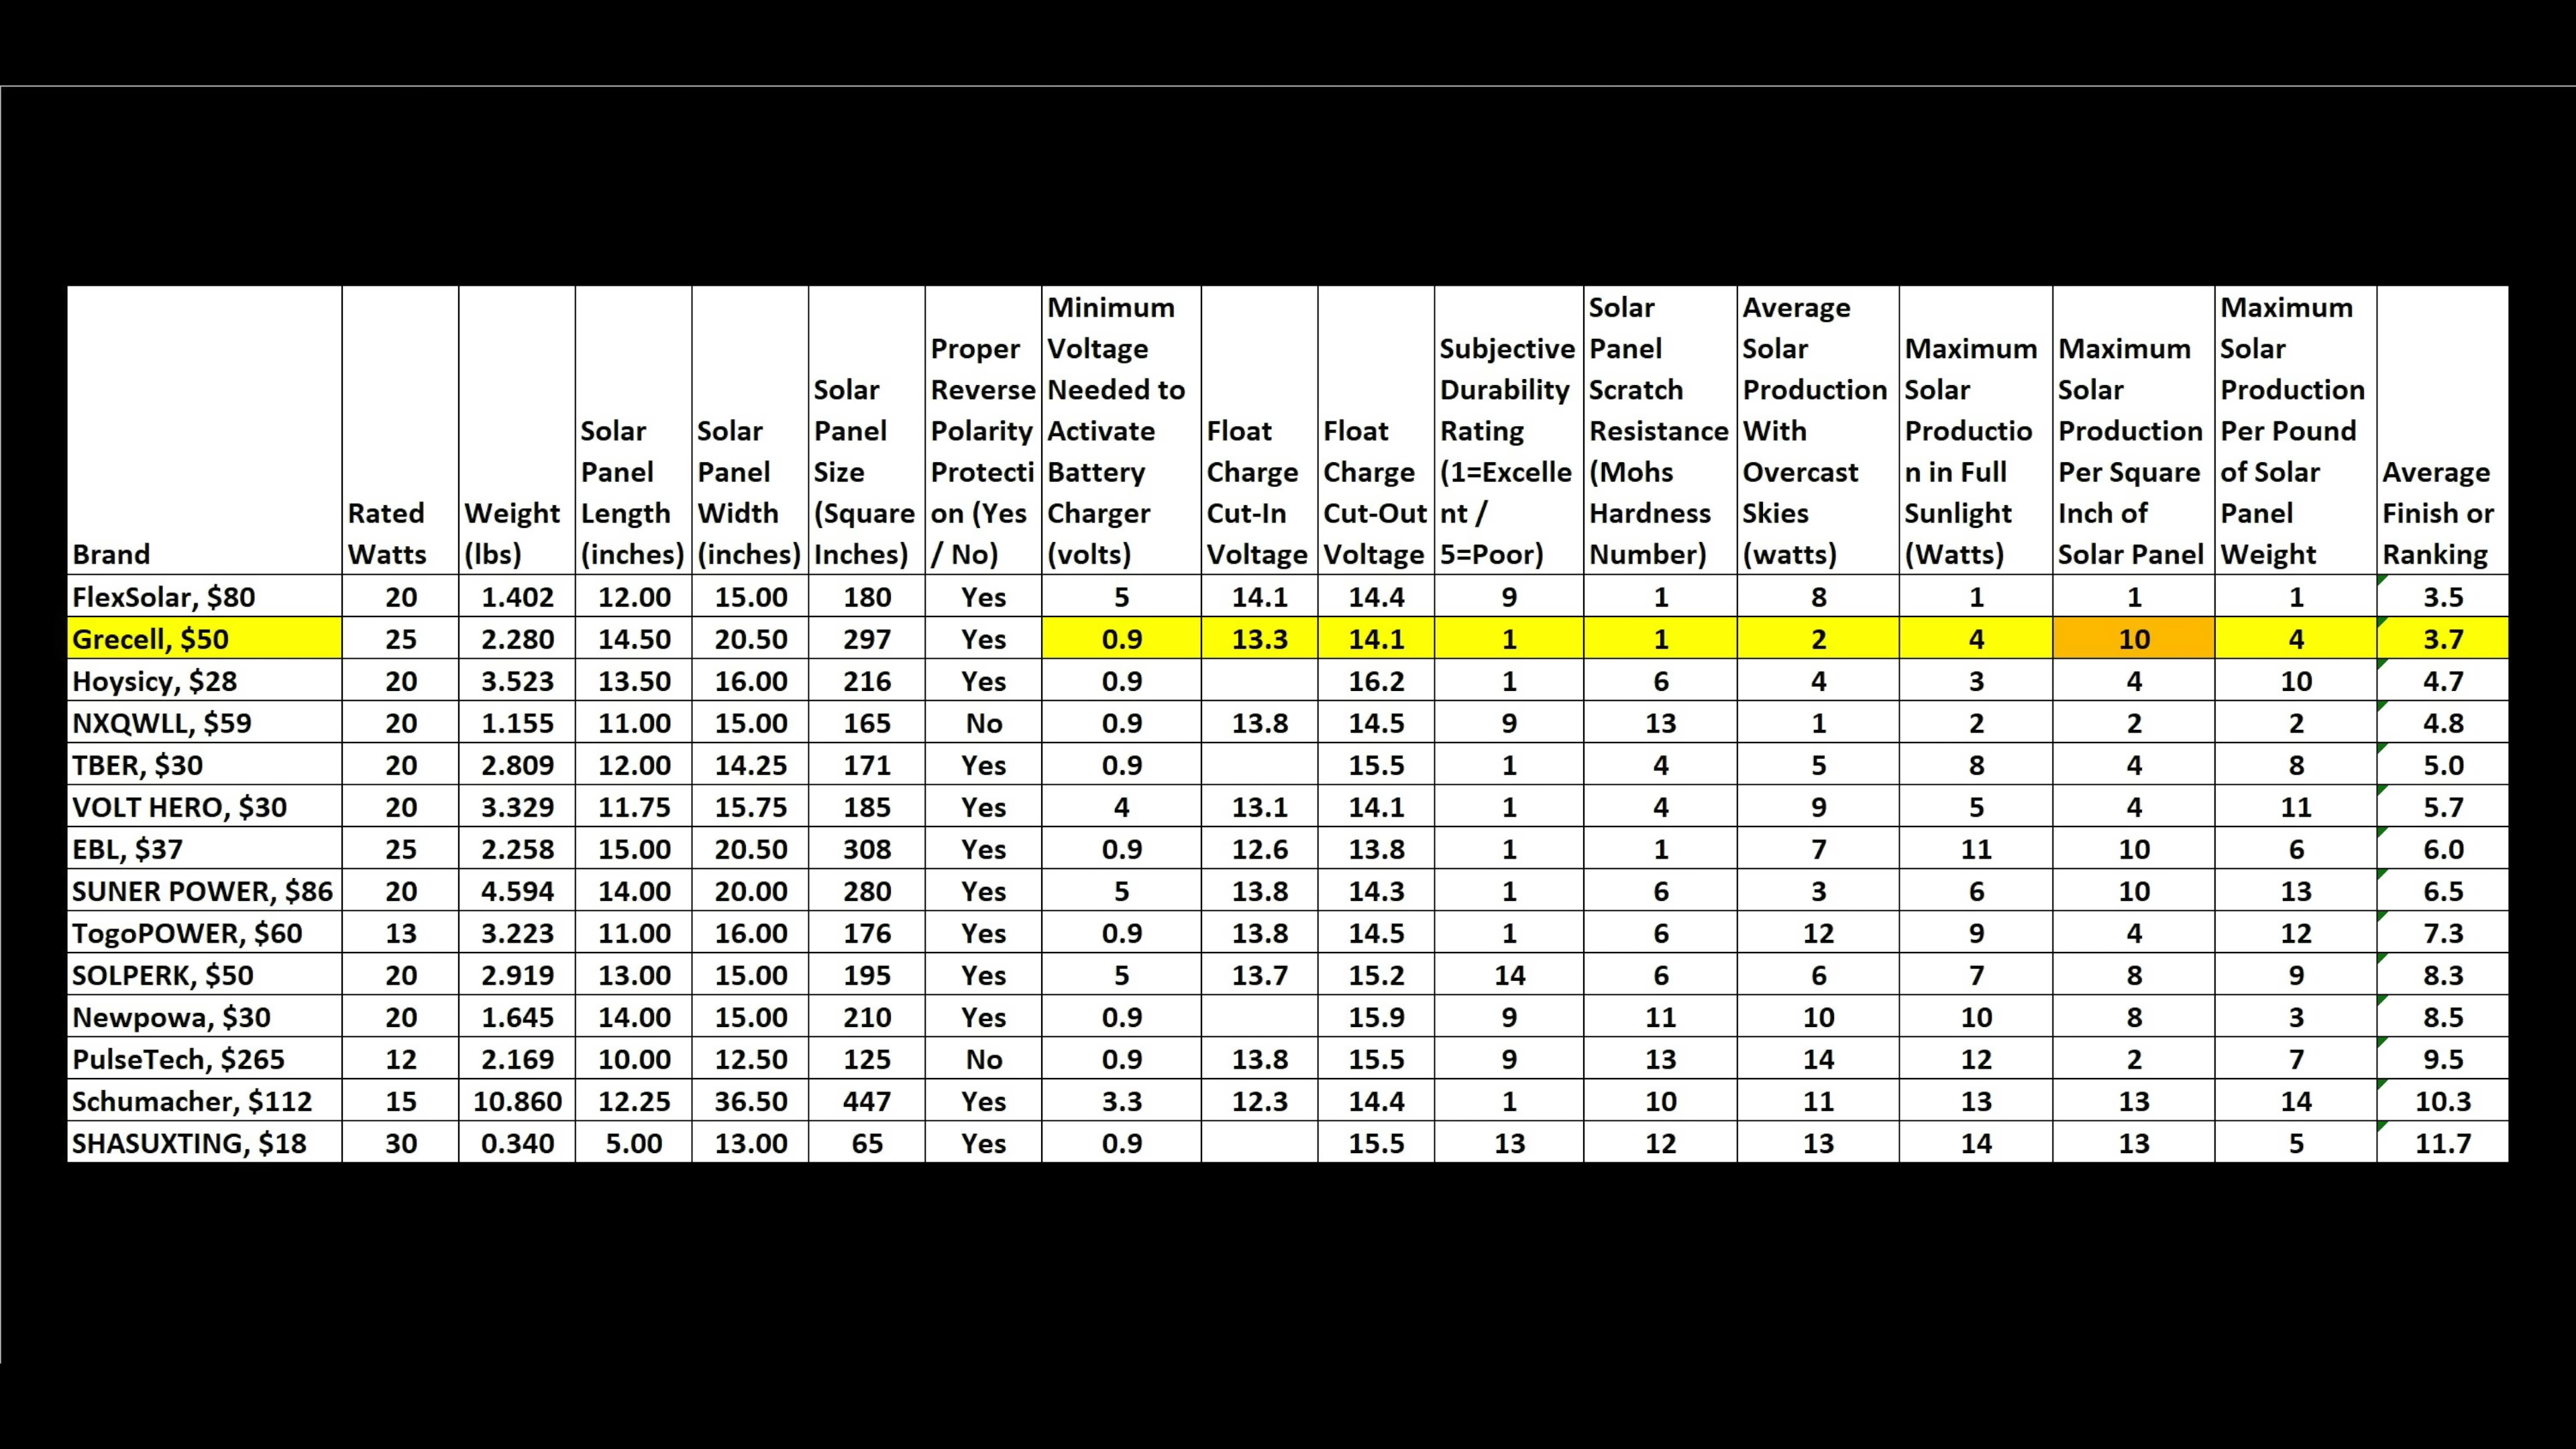 Brand Rated Watts Weight (lbs) Solar Panel Length (inches) Solar Panel Width (inches) Solar Panel Size (Square Inches) Proper Reverse Polarity Protecti on (Yes / No) Minimum Voltage Needed to Activate Battery Charger (volts) Float Charge Cut-In Voltage Float Charge Cut-Out Voltage Subjective Durability Rating (1=Excelle nt / 5=Poor) Solar Panel Scratch Resistance (Mohs Hardness Number) Average Solar Production With Overcast Skies (watts) Maximum Solar Productio n in Full Sunlight (Watts) Maximum Solar Production Per Square Inch of Solar Panel Maximum Solar Production Per Pound of Solar Panel Weight Average Finish or Ranking
FlexSolar, $80 20 1.402 12.00 15.00 180 Yes 5 14.1 14.4 9 1 8 1 1 1 3.5
Grecell, $50 25 2.280 14.50 20.50 297 Yes 0.9 13.3 14.1 1 1 2 4 10 4 3.7
Hoysicy, $28 20 3.523 13.50 16.00 216 Yes 0.9 16.2 1 6 4 3 4 10 4.7
NXQWLL, $59 20 1.155 11.00 15.00 165 No 0.9 13.8 14.5 9 13 1 2 2 2 4.8
TBER, $30 20 2.809 12.00 14.25 171 Yes 0.9 15.5 1 4 5 8 4 8 5.0
VOLT HERO, $30 20 3.329 11.75 15.75 185 Yes 4 13.1 14.1 1 4 9 5 4 11 5.7
EBL, $37 25 2.258 15.00 20.50 308 Yes 0.9 12.6 13.8 1 1 7 11 10 6 6.0
SUNER POWER, $86 20 4.594 14.00 20.00 280 Yes 5 13.8 14.3 1 6 3 6 10 13 6.5
TogoPOWER, $60 13 3.223 11.00 16.00 176 Yes 0.9 13.8 14.5 1 6 12 9 4 12 7.3
SOLPERK, $50 20 2.919 13.00 15.00 195 Yes 5 13.7 15.2 14 6 6 7 8 9 8.3
Newpowa, $30 20 1.645 14.00 15.00 210 Yes 0.9 15.9 9 11 10 10 8 3 8.5
PulseTech, $265 12 2.169 10.00 12.50 125 No 0.9 13.8 15.5 9 13 14 12 2 7 9.5
Schumacher, $112 15 10.860 12.25 36.50 447 Yes 3.3 12.3 14.4 1 10 11 13 13 14 10.3
SHASUXTING, $18 30 0.340 5.00 13.00 65 Yes 0.9 15.5 13 12 13 14 13 5 11.7